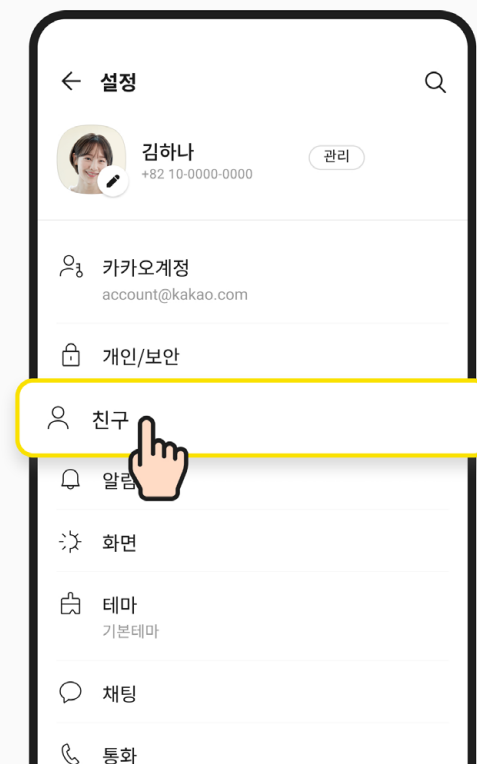 설정
김하나
+82 10-0000-0000
관리
카카오계정
account@kakao.com
개인/보안
친구
화면
테마
기본테마
채팅
통화